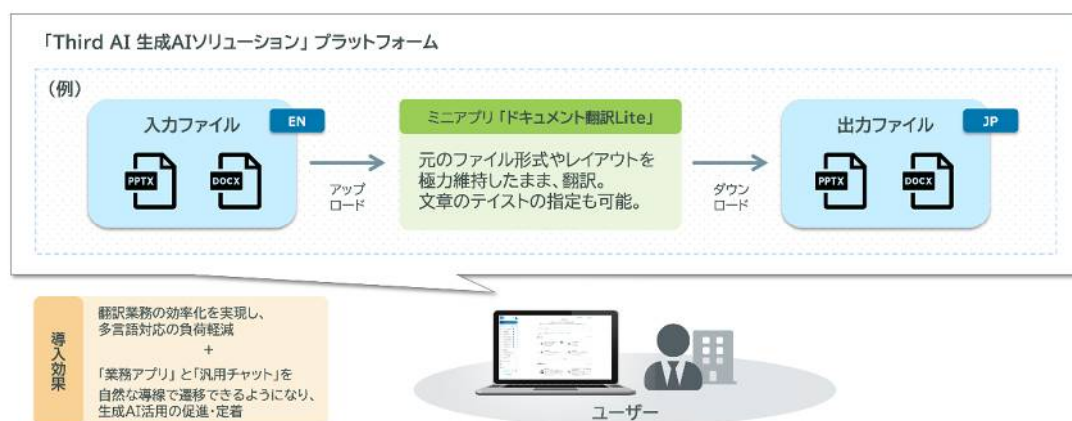 「Third AI 生成AIソリューション」 プラットフォーム
(例)
入力ファイル
EN
PPTX
DOCX
アップ
ロード
ミニアプリ「ドキュメント翻訳Lite」
元のファイル形式やレイアウトを
極力維持したまま、翻訳。
文章のテイストの指定も可能。
ダウン
ロード
出力ファイル
JP
PPTX
DOCX
導入効果
翻訳業務の効率化を実現し、
多言語対応の負荷軽減
+
「業務アプリ」と「汎用チャット」を
自然な導線で遷移できるようになり、
生成AI活用の促進・定着
ユーザー